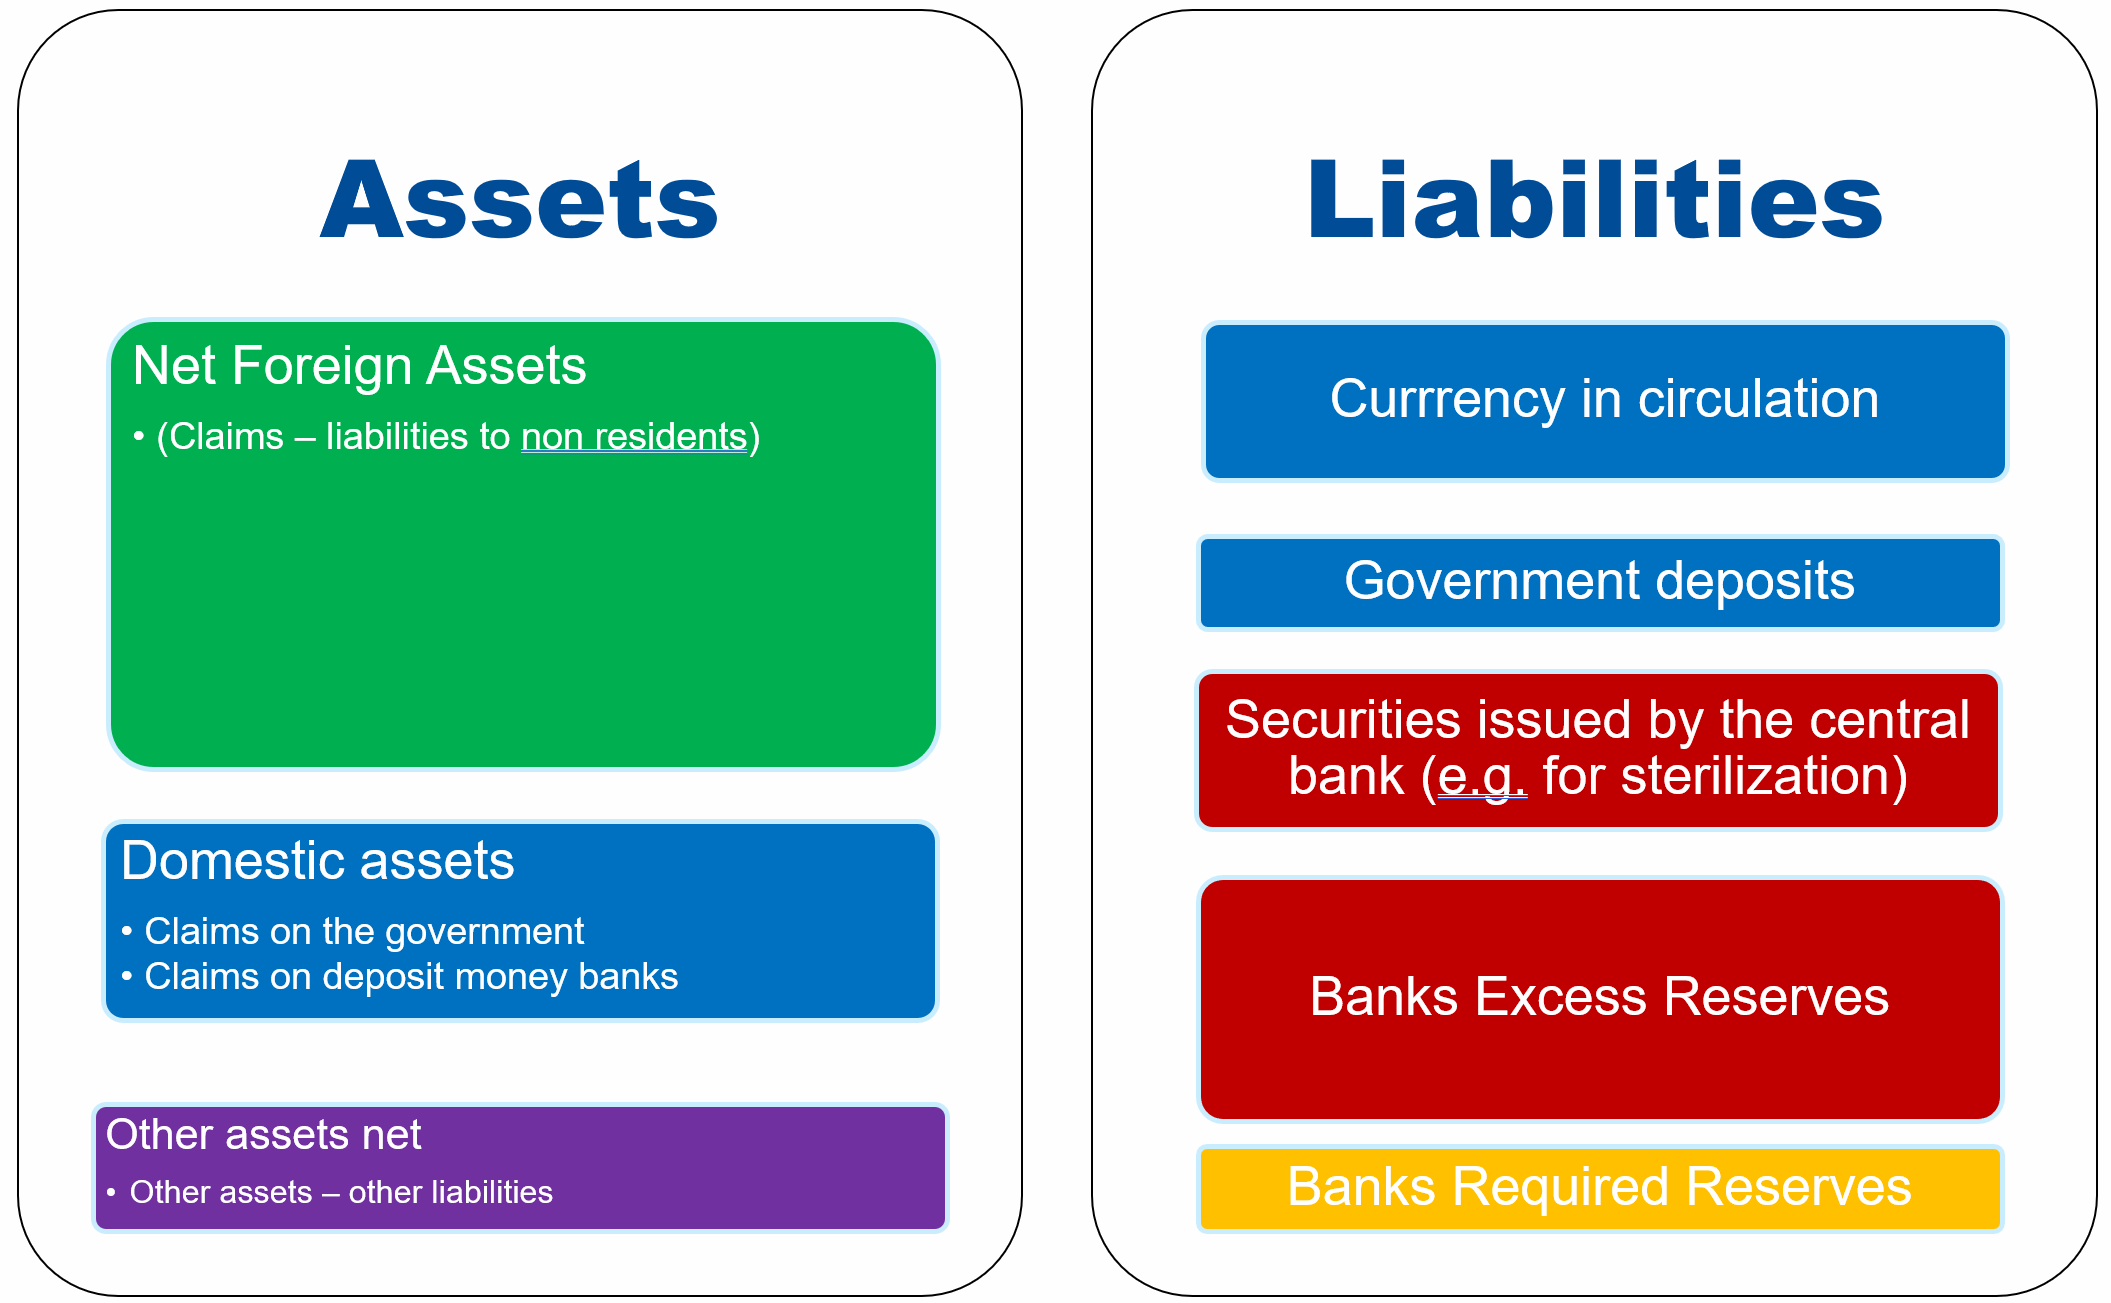 Assets
Net Foreign Assets
• (Claims – liabilities to non residents)
Domestic assets
• Claims on the government
• Claims on deposit money banks
Other assets net
• Other assets – other liabilities
Liabilities
Currrency in circulation
Government deposits
Securities issued by the central
bank (e.g. for sterilization)
Banks Excess Reserves
Banks Required Reserves